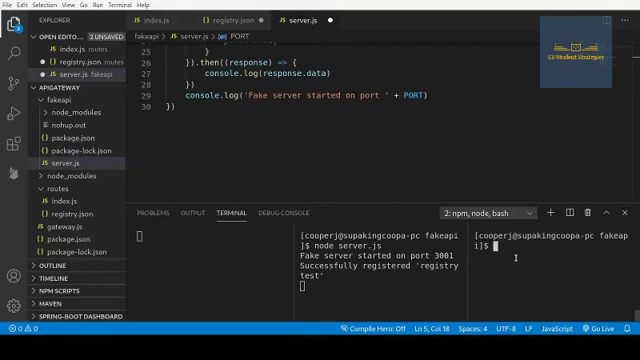 File Edit Selection View Go Run Terminal Help
EXPLORER
OPEN EDITORS 2 UNSAVED
index.js routes
registry.json
server.js fakeapi
APIGATEWAY
fakeapi
node_modules
nohup.out
package.json
package-lock.json
server.js
node_modules
routes
index.js
registry.json
gateway.js
package.json
package-lock.json
OUTLINE
TIMELINE
NPM SCRIPTS
MAVEN
SPRING-BOOT DASHBOARD
index.js
registry.json
server.js
fakeapi > server.js > PORT
25 }
26 }).then((response) => {
27 console.log(response.data)
28 })
29 console.log('Fake server started on port ' + PORT)
30 })
CS Student Strategies
PROBLEMS OUTPUT TERMINAL DEBUG CONSOLE
2: npm, node, bash
[cooperj@supakingcoopa-pc fakeap
i]$ node server.js
Fake server started on port 3001
Successfully registered 'registry
test'
[cooperj@supakingcoopa-pc fakeap
i]$
0 0
Compile Hero: Off
Ln 5, Col 18
Spaces: 4
UTF-8
LF
JavaScript
Go Live